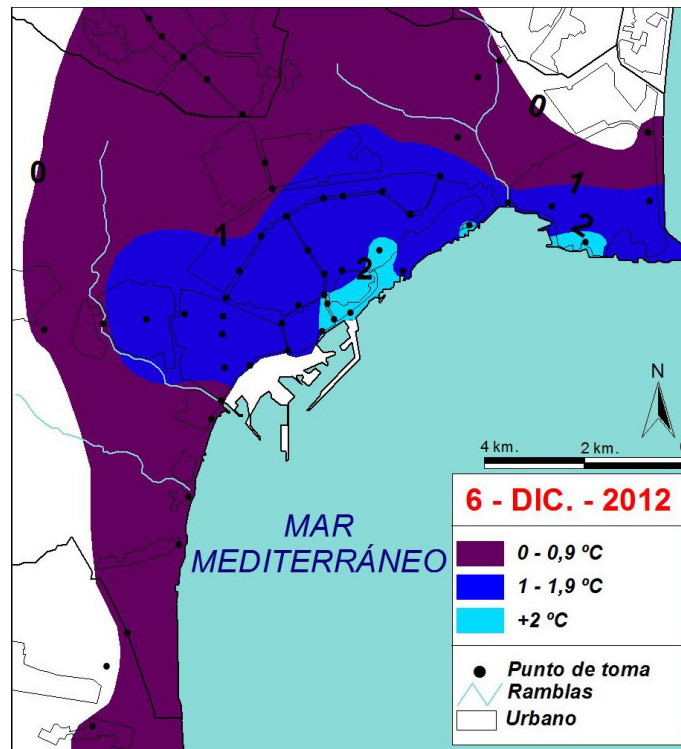 0
0
1
1
2
2
N
4 km.
2 km.
0
MAR
MEDITERRÁNEO
6 - DIC. - 2012
0 - 0,9 ºC
1 - 1,9 ºC
+2 ºC
Punto de toma
Ramblas
Urbano